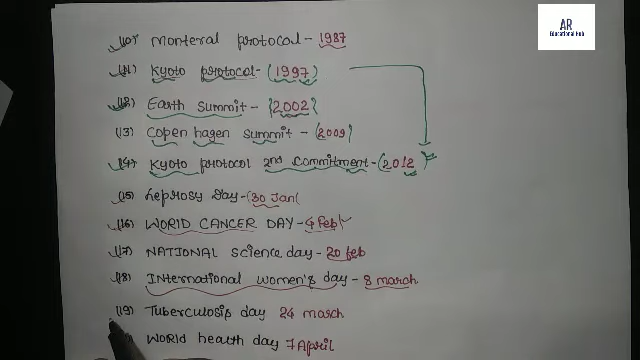 AR
Educational Hub
(10) Monteral protocol - 1987
(11) Kyoto protocol - (1997)
(12) Earth Summit - (2002)
(13) Copen hagen summit - (2009)
(14) Kyoto protocol 2nd commitment - (2012)
(15) Leprosy Day - (30 Jan)
(16) WORLD CANCER DAY - 4 Feb
(17) NATIONAL Science day - 20 feb
(18) International women's day - 8 march
(19) Tuberculosis day 24 march
WORLD health day 7 April